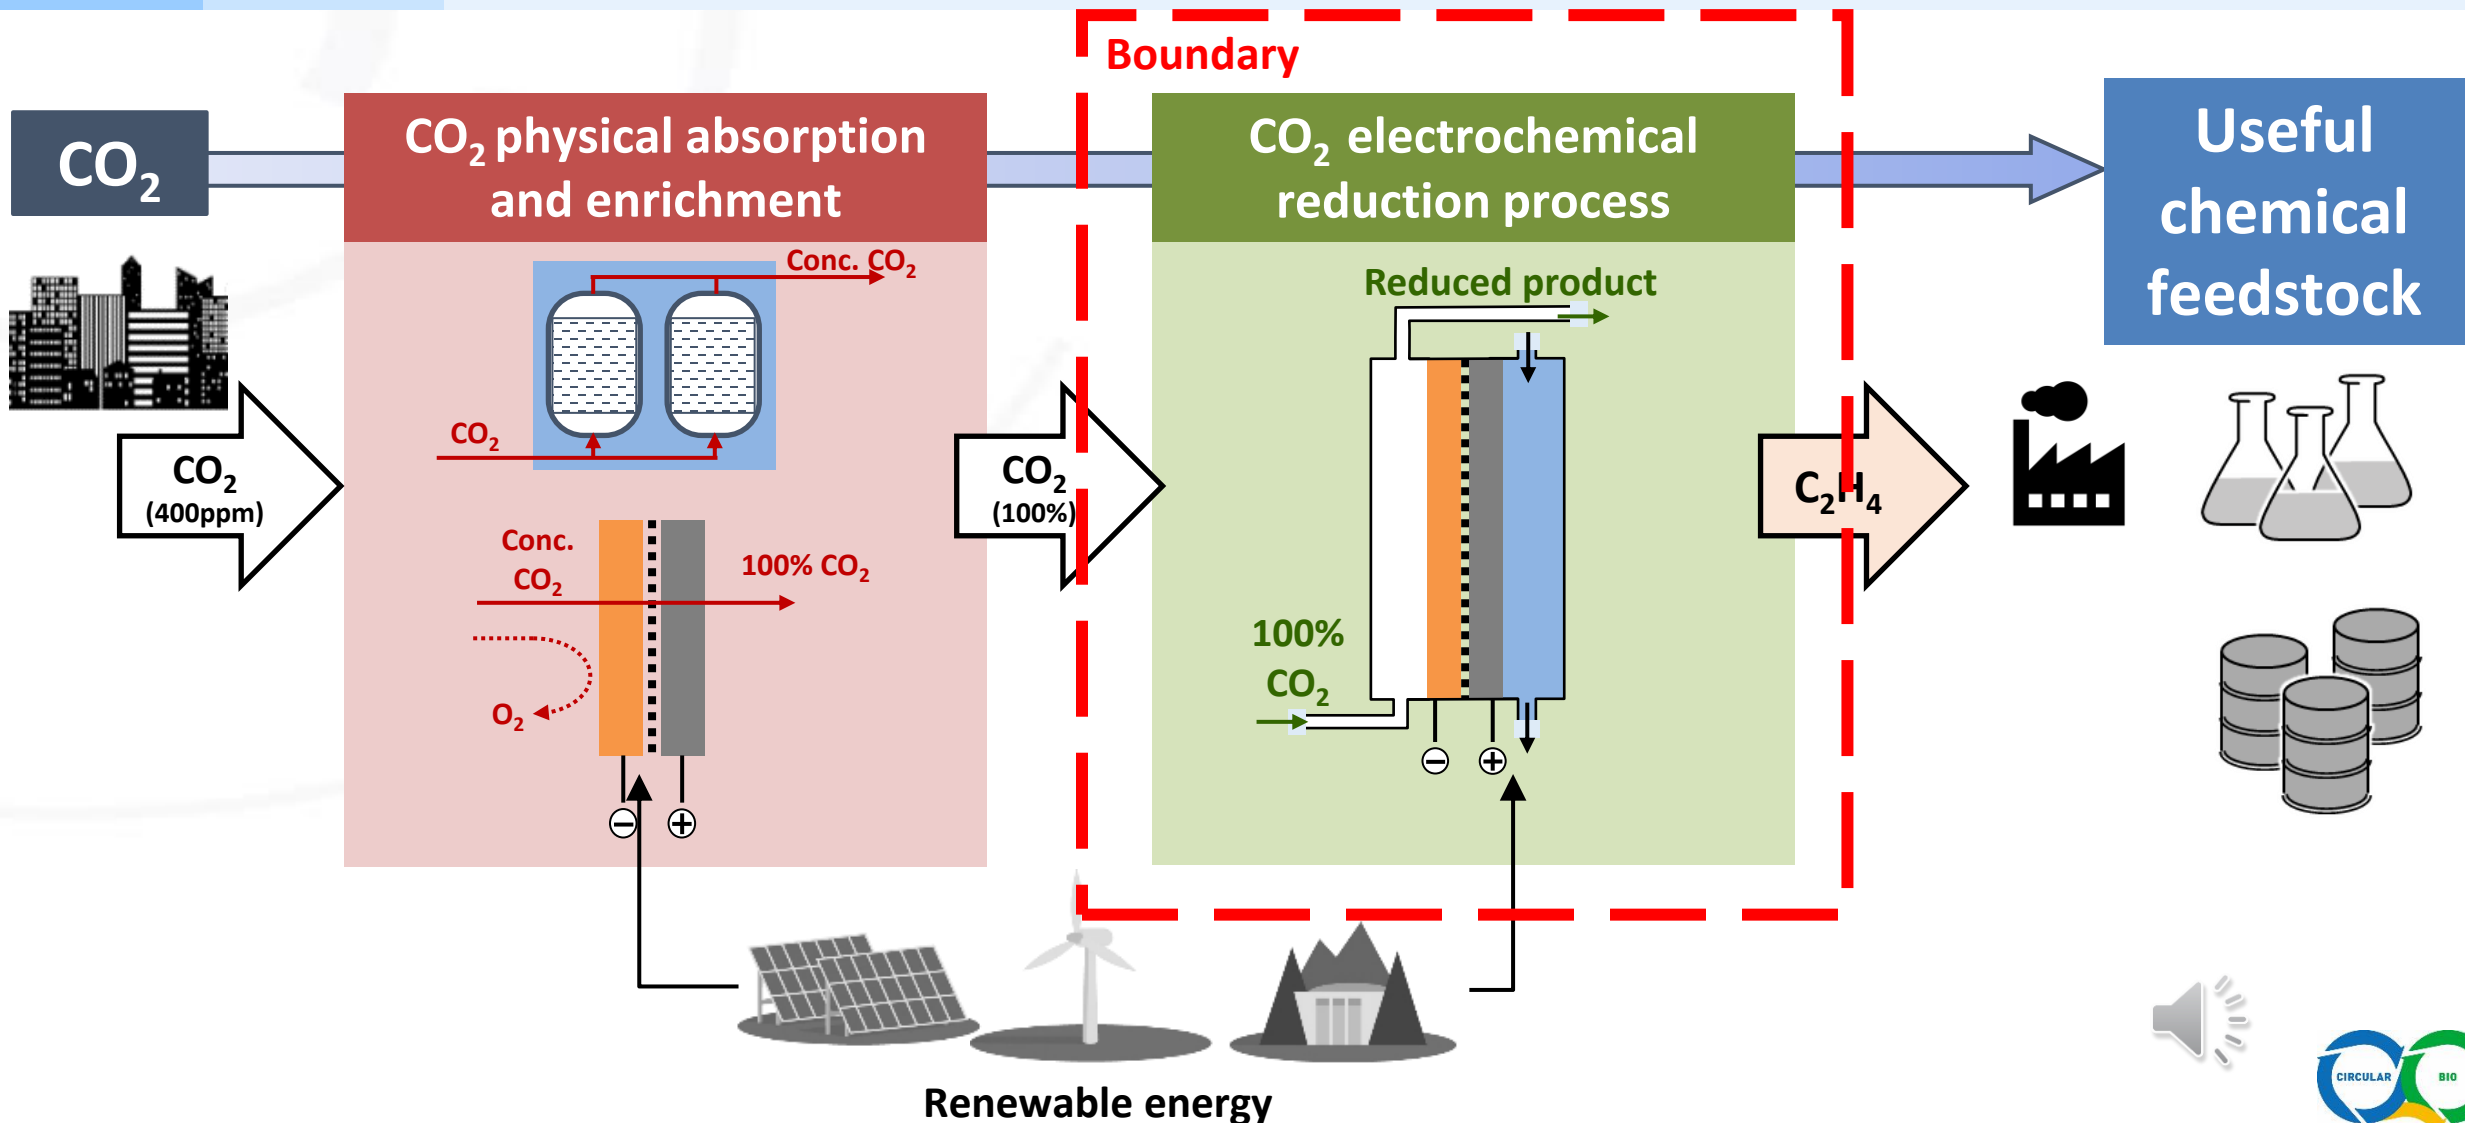 Boundary
CO₂
CO₂ physical absorption
and enrichment
CO₂ electrochemical
reduction process
Useful
chemical
feedstock
Conc. CO₂
CO₂
Conc.
CO₂
100% CO₂
O₂
−
+
CO₂
(400ppm)
CO₂
(100%)
Reduced product
100%
CO₂
−
+
C₂H₄
Renewable energy
CIRCULAR
BIO